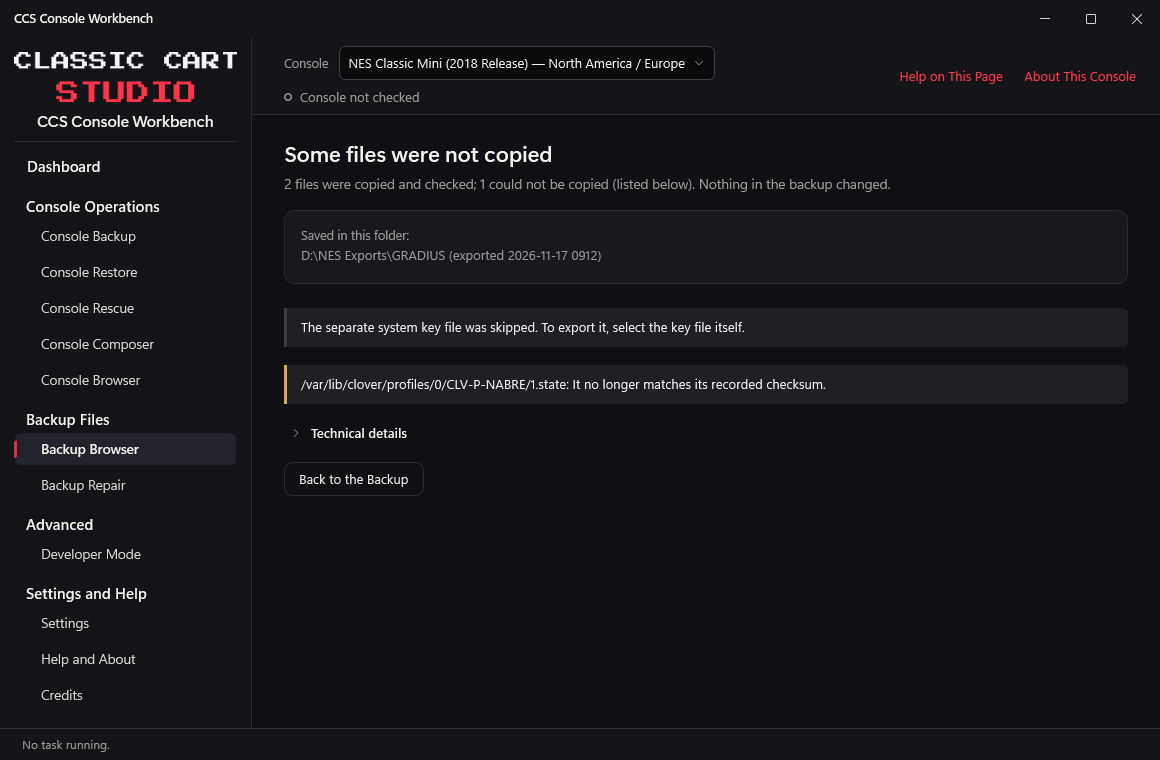 CCS Console Workbench
CLASSIC CART
STUDIO
CCS Console Workbench
Dashboard
Console Operations
Console Backup
Console Restore
Console Rescue
Console Composer
Console Browser
Backup Files
Backup Browser
Backup Repair
Advanced
Developer Mode
Settings and Help
Settings
Help and About
Credits
Console
NES Classic Mini (2018 Release) — North America / Europe
Console not checked
Help on This Page
About This Console
Some files were not copied
2 files were copied and checked; 1 could not be copied (listed below). Nothing in the backup changed.
Saved in this folder:
D:\NES Exports\GRADIUS (exported 2026-11-17 0912)
The separate system key file was skipped. To export it, select the key file itself.
/var/lib/clover/profiles/0/CLV-P-NABRE/1.state: It no longer matches its recorded checksum.
Technical details
Back to the Backup
No task running.